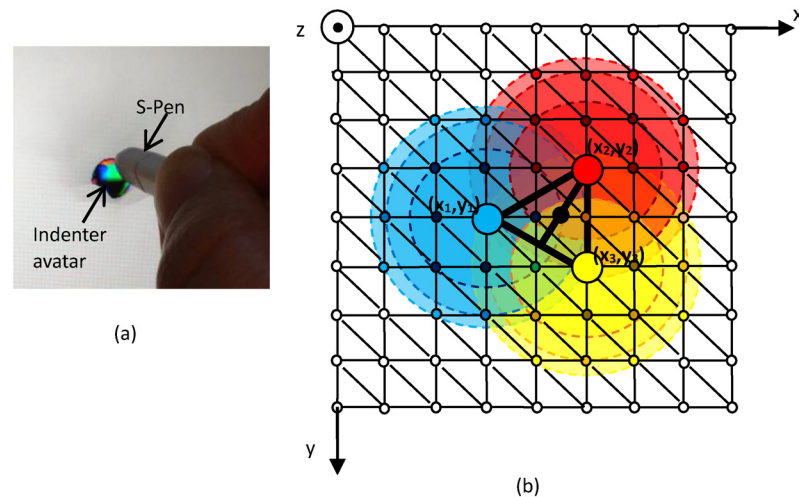 S-Pen
Indenter
avatar
(a)
z
x
(x₂,y₂)
(x₁,y₁)
(x₃,y₃)
y
(b)